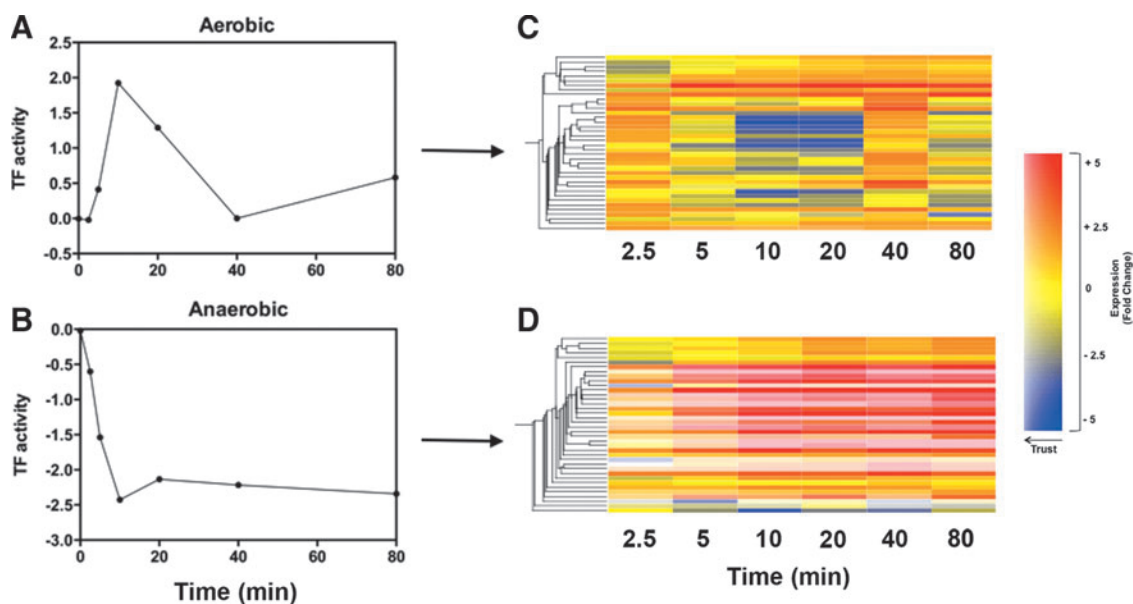 A
Aerobic
TF activity
2.5
2.0
1.5
1.0
0.5
0.0
-0.5
0 20 40 60 80
B
Anaerobic
TF activity
0.0
-0.5
-1.0
-1.5
-2.0
-2.5
-3.0
0 20 40 60 80
Time (min)
C
2.5 5 10 20 40 80
D
2.5 5 10 20 40 80
Time (min)
+ 5
+ 2.5
0
- 2.5
- 5
Expression
(Fold Change)
Trust